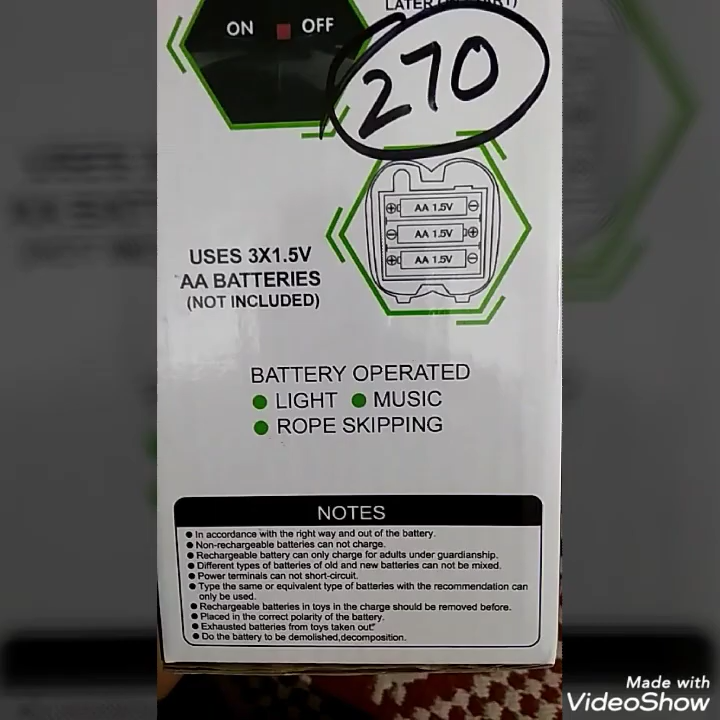 ON OFF
270
USES 3X1.5V
AA BATTERIES
(NOT INCLUDED)
AA 1.5V
AA 1.5V
AA 1.5V
BATTERY OPERATED
● LIGHT ● MUSIC
● ROPE SKIPPING
NOTES
● In accordance with the right way and out of the battery.
● Non-rechargeable batteries can not charge.
● Rechargeable battery can only charge for adults under guardianship.
● Different types of batteries of old and new batteries can not be mixed.
● Power terminals can not short-circuit.
● Type the same or equivalent type of batteries with the recommendation can
only be used.
● Rechargeable batteries in toys in the charge should be removed before.
● Placed in the correct polarity of the battery.
● Exhausted batteries from toys taken out.
● Do the battery to be demolished,decomposition.
Made with
VideoShow